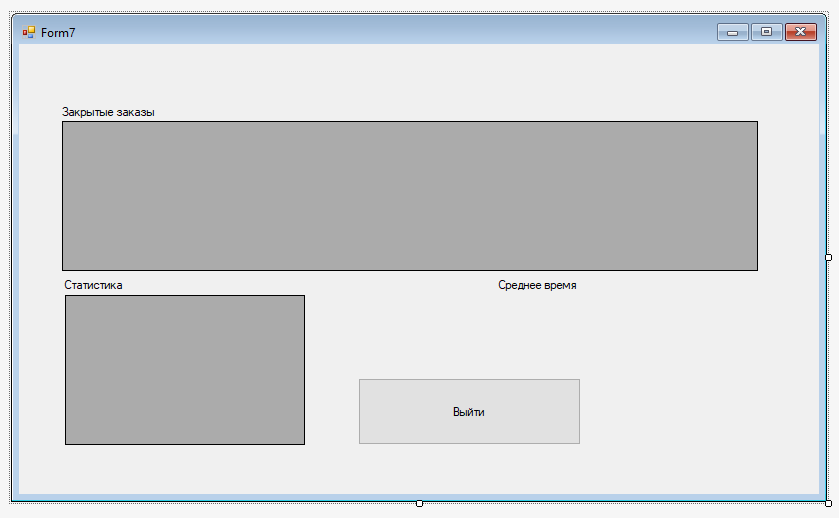 Form7
Закрытые заказы
Статистика
Среднее время
Выйти